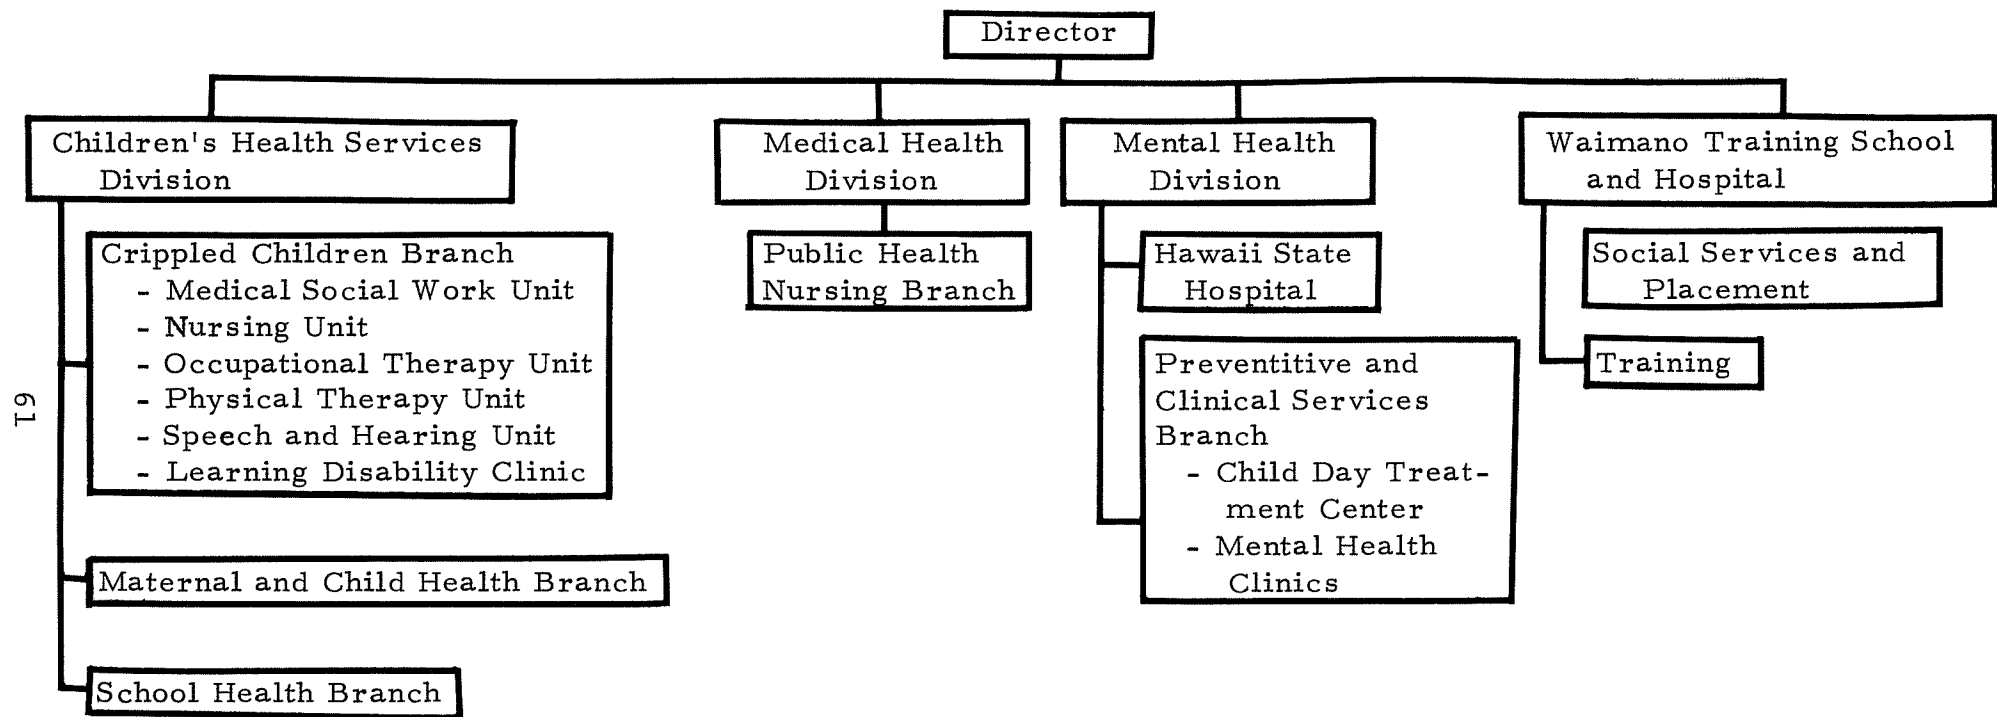 Director
Children's Health Services
Division
Medical Health
Division
Mental Health
Division
Waimano Training School
and Hospital
Crippled Children Branch
- Medical Social Work Unit
- Nursing Unit
- Occupational Therapy Unit
- Physical Therapy Unit
- Speech and Hearing Unit
- Learning Disability Clinic
Maternal and Child Health Branch
School Health Branch
Public Health
Nursing Branch
Hawaii State
Hospital
Preventitive and
Clinical Services
Branch
- Child Day Treat-
ment Center
- Mental Health
Clinics
Social Services and
Placement
Training
61